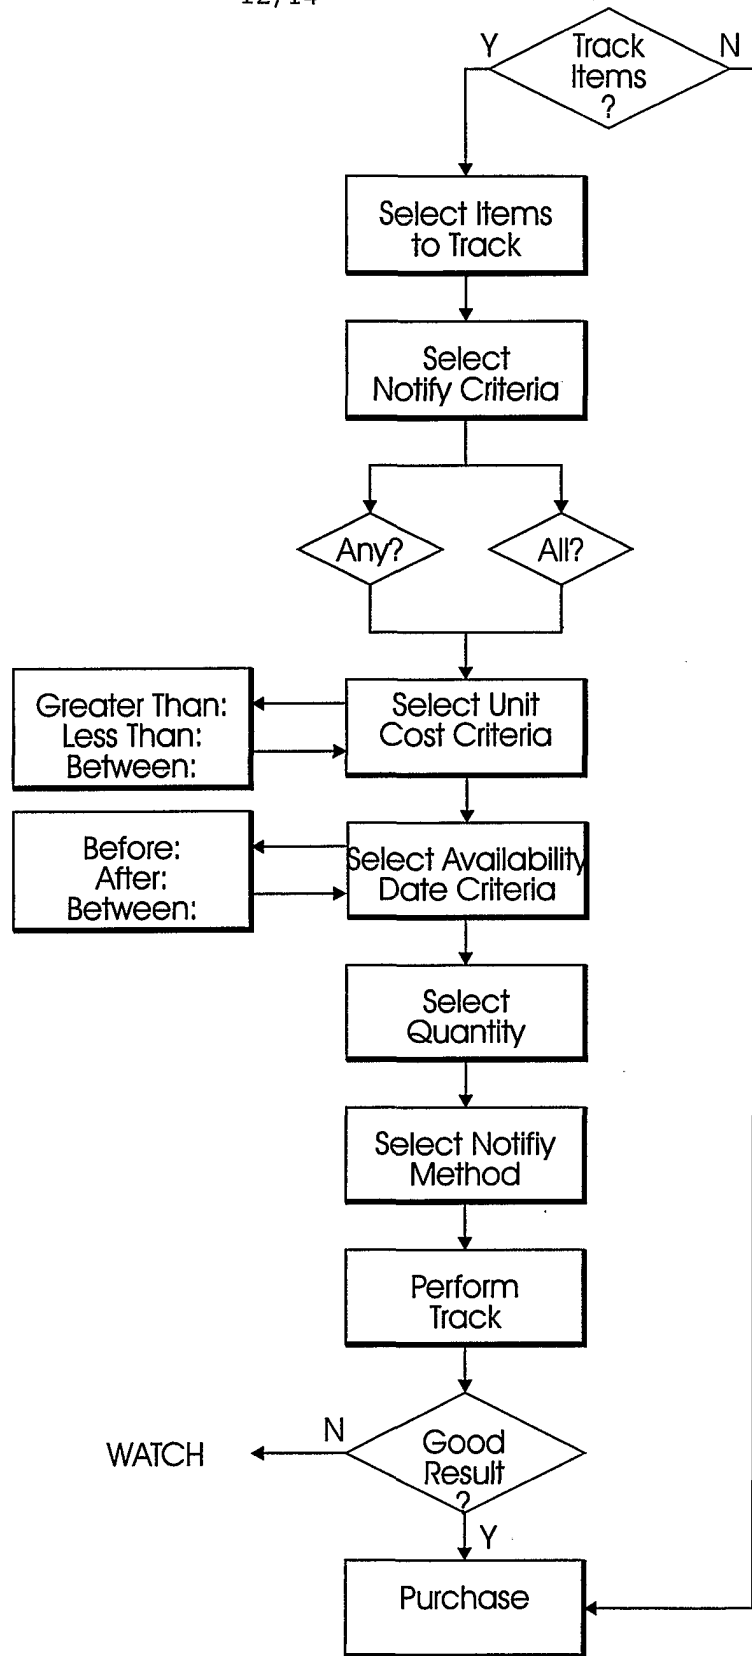 12/14
Y
Track
Items
?
N
Select Items
to Track
Select
Notify Criteria
Any?
All?
Greater Than:
Less Than:
Between:
Select Unit
Cost Criteria
Before:
After:
Between:
Select Availability
Date Criteria
Select
Quantity
Select Notifiy
Method
Perform
Track
WATCH
N
Good
Result
?
Y
Purchase